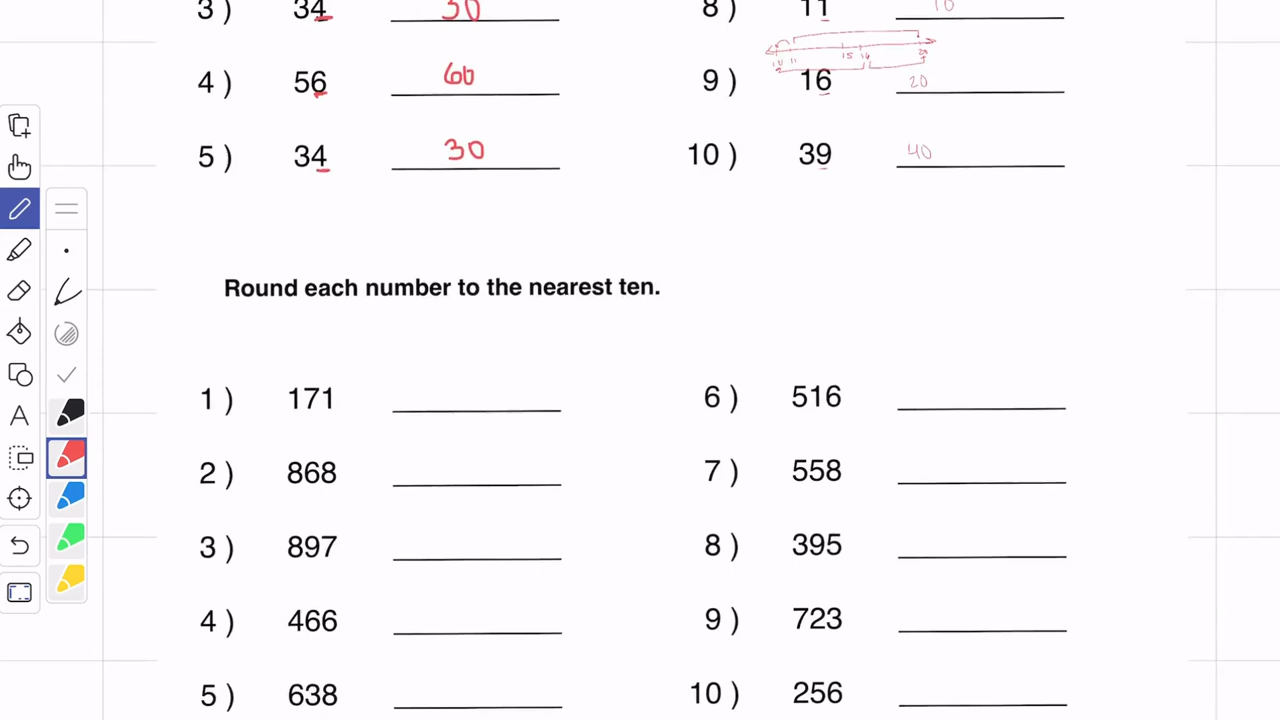 3 ) 34 30
4 ) 56 60
5 ) 34 30
8 ) 11 10
15 16
9 ) 16 20
10 ) 39 40
Round each number to the nearest ten.
1 ) 171
2 ) 868
3 ) 897
4 ) 466
5 ) 638
6 ) 516
7 ) 558
8 ) 395
9 ) 723
10 ) 256
A